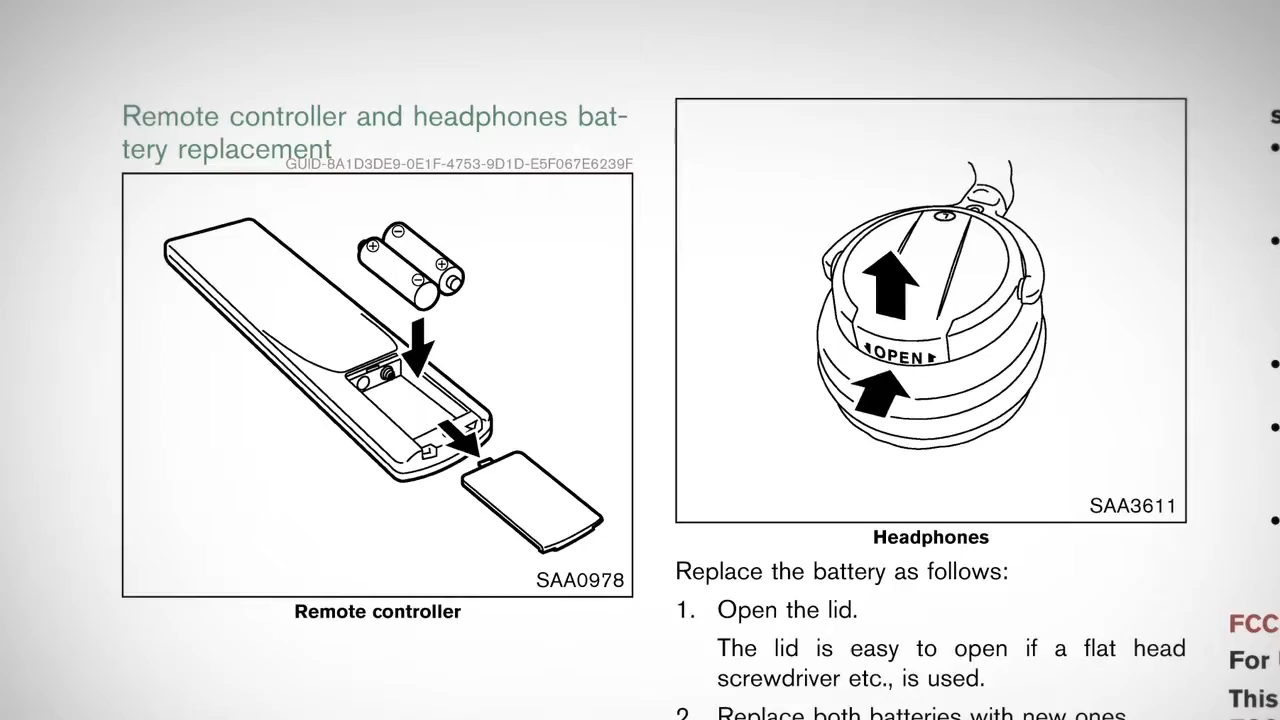 Remote controller and headphones bat-
tery replacement
GUID-8A1D3DE9-0E1F-4753-9D1D-E5F067E6239F
SAA0978
Remote controller
OPEN
SAA3611
Headphones
Replace the battery as follows:
1. Open the lid.
The lid is easy to open if a flat head
screwdriver etc., is used.
2. Replace both batteries with new ones.
FCC
For
This